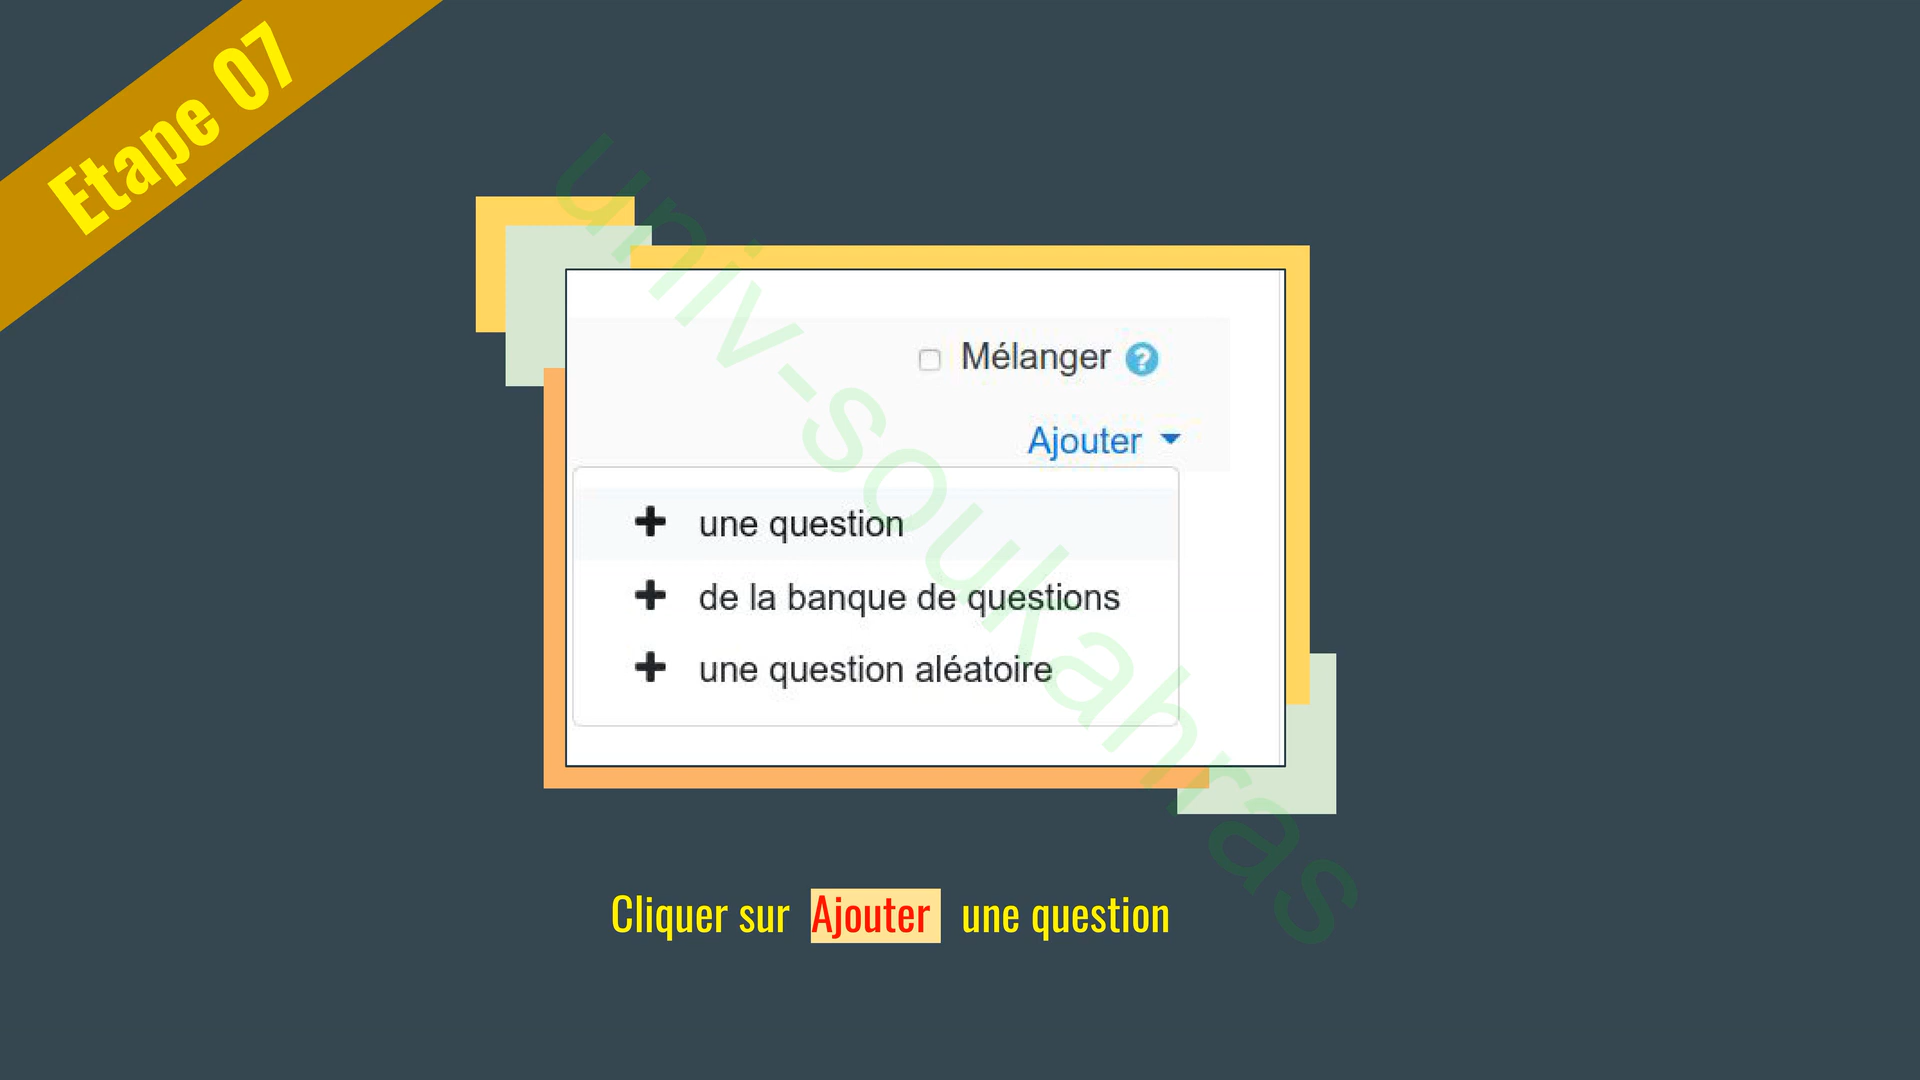 Etape 07
Mélanger ?
Ajouter
une question
de la banque de questions
une question aléatoire
univ-soukahras
Cliquer sur Ajouter une question